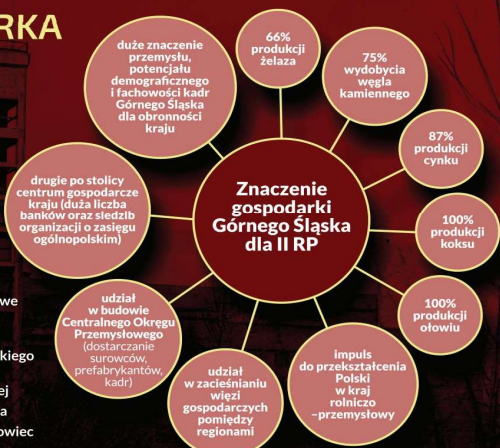 RKA
duże znaczenie
przemysłu,
potencjału
demograficznego
i fachowości kadr
Górnego Śląska
dla obronności
kraju
66%
produkcji
żelaza
75%
wydobycia
węgla
kamiennego
87%
produkcji
cynku
100%
produkcji
koksu
100%
produkcji
ołowiu
impuls
do przekształcenia
Polski
w kraj
rolniczo
–przemysłowy
udział
w zacieśnianiu
więzi
gospodarczych
pomiędzy
regionami
udział
w budowie
Centralnego Okręgu
Przemysłowego
(dostarczanie
surowców,
prefabrykantów,
kadr)
drugie po stolicy
centrum gospodarcze
kraju (duża liczba
banków oraz siedzib
organizacji o zasięgu
ogólnopolskim)
Znaczenie
gospodarki
Górnego Śląska
dla II RP
we
kiego
ej
a
owiec